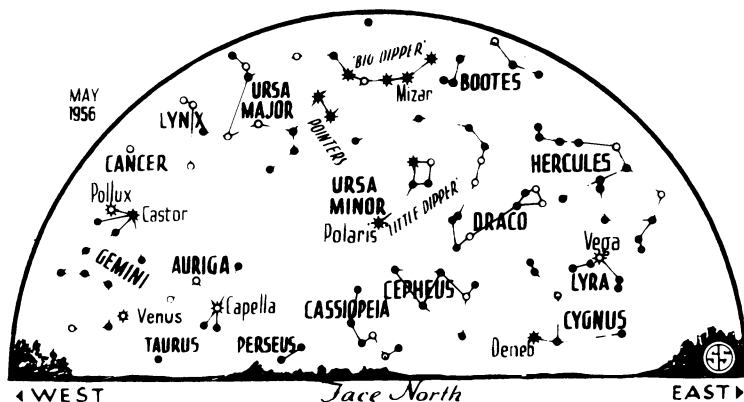 MAY
1956
'BIG DIPPER'
Mizar
BOOTES
URSA
MAJOR
LYNX
POINTERS
CANCER
HERCULES
Pollux
Castor
URSA
MINOR
Polaris
'LITTLE DIPPER'
DRACO
Vega
GEMINI
AURIGA
LYRA
CEPHEUS
CASSIOPEIA
Venus
Capella
CYGNUS
TAURUS
PERSEUS
Deneb
SS
WEST
Face North
EAST